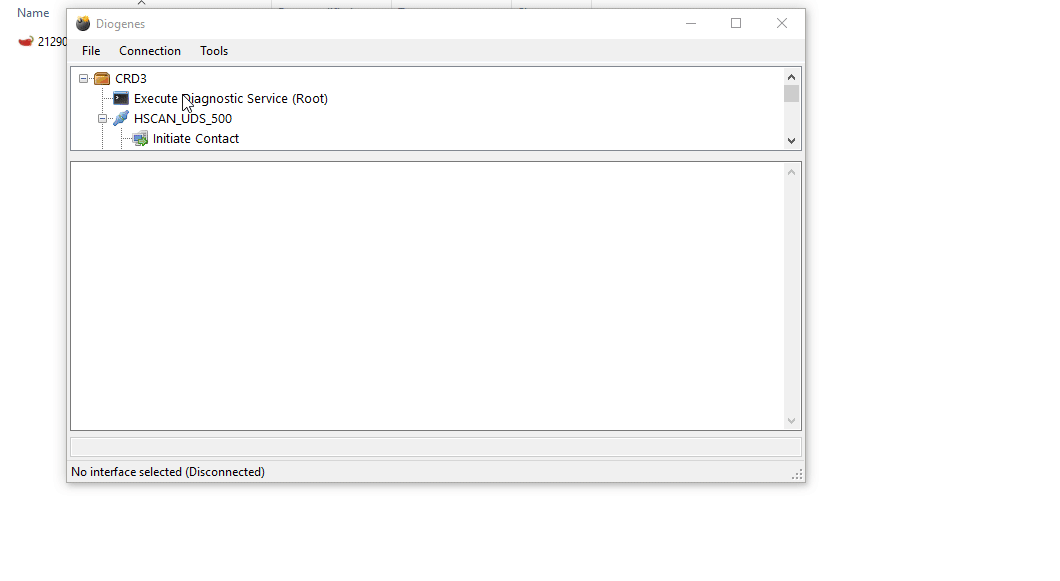 Name
Diogenes
21290
File Connection Tools
CRD3
Execute Diagnostic Service (Root)
HSCAN_UDS_500
Initiate Contact
No interface selected (Disconnected)